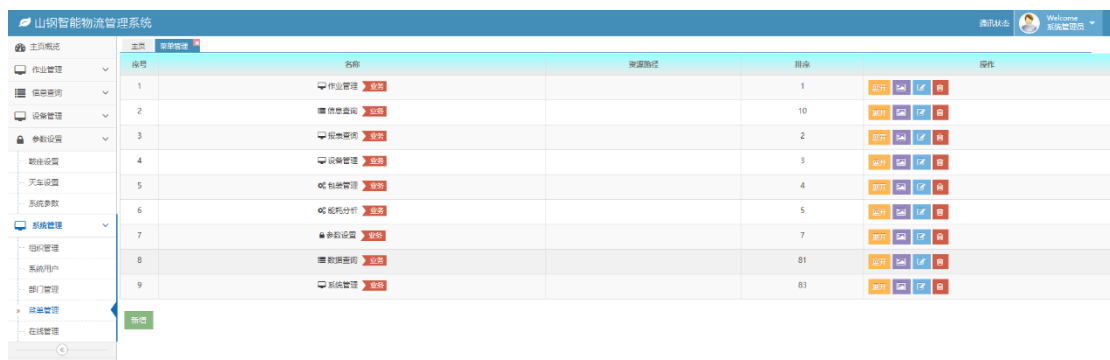 山钢智能物流管理系统
通讯状态
Welcome
系统管理员
主页概览
作业管理
信息查询
设备管理
参数设置
鞍座设置
天车设置
系统参数
系统管理
组织管理
系统用户
部门管理
菜单管理
在线管理
主页 菜单管理
序号 名称 资源路径 排序 操作
1 作业管理 业务 1 展开
2 信息查询 业务 10 展开
3 报表查询 业务 2 展开
4 设备管理 业务 3 展开
5 包装管理 业务 4 展开
6 能耗分析 业务 5 展开
7 参数设置 业务 7 展开
8 数据查询 业务 81 展开
9 系统管理 业务 83 展开
新增